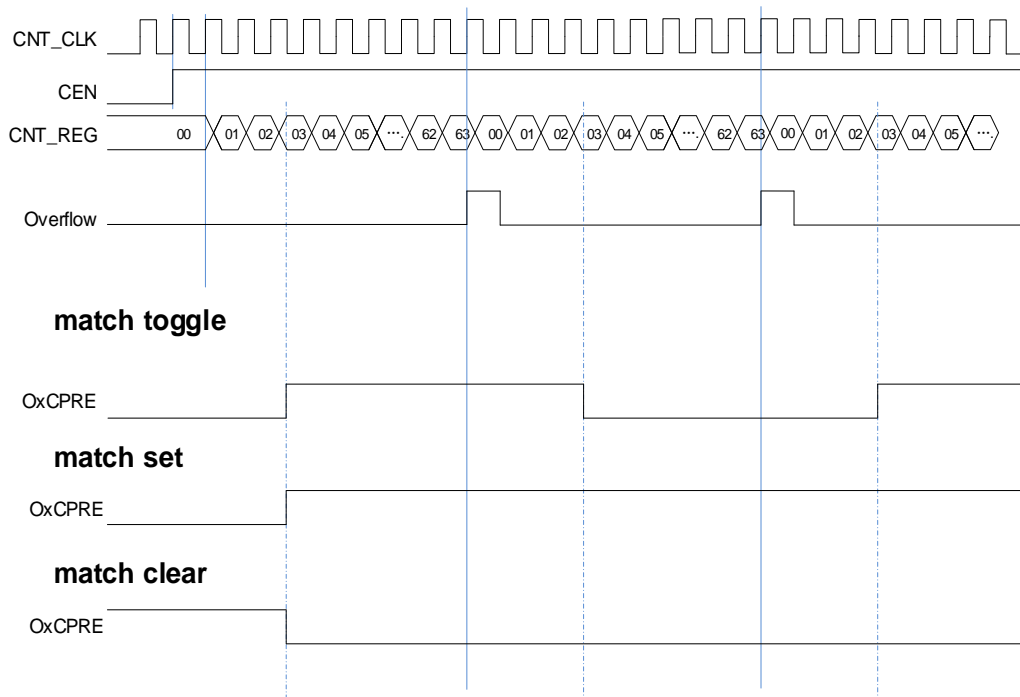 CNT_CLK
CEN
CNT_REG 00 01 02 03 04 05 ···. 62 63 00 01 02 03 04 05 ···. 62 63 00 01 02 03 04 05 ···.
Overflow
match toggle
OxCPRE
match set
OxCPRE
match clear
OxCPRE